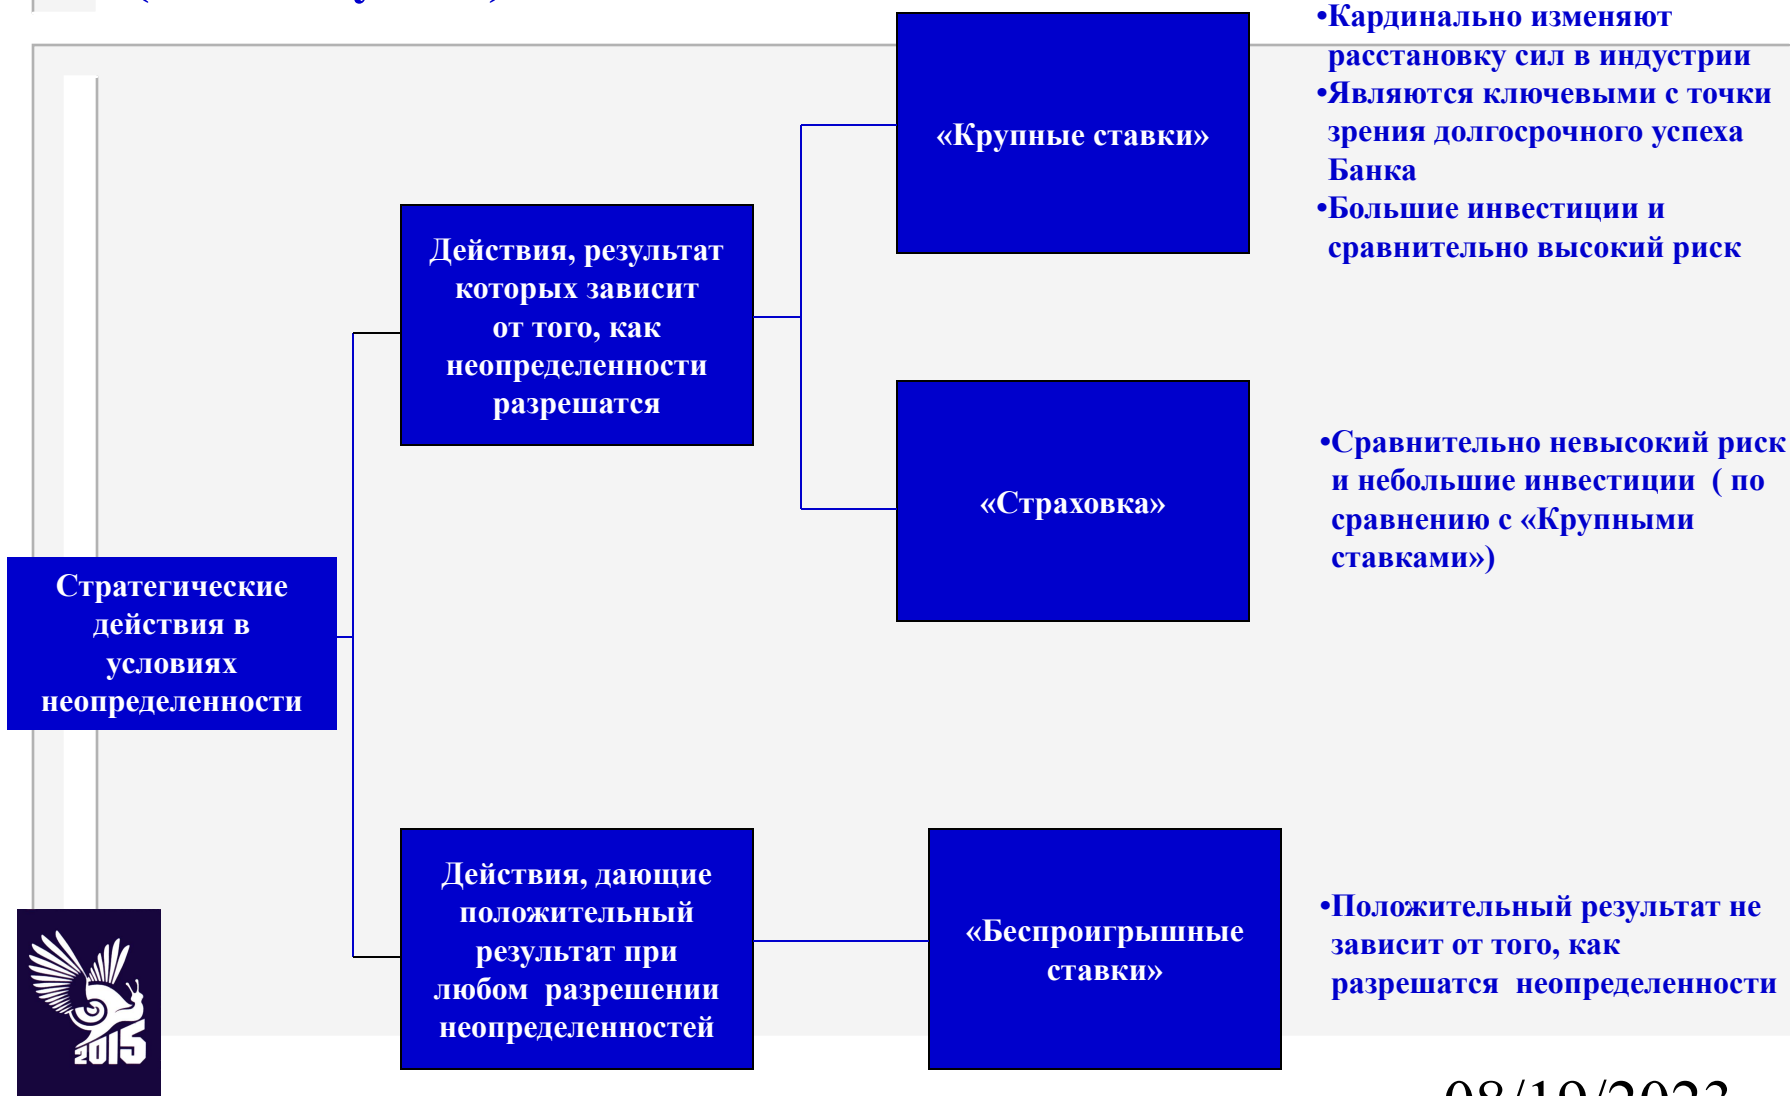 •Кардинально изменяют
расстановку сил в индустрии
•Являются ключевыми с точки
зрения долгосрочного успеха
Банка
•Большие инвестиции и
сравнительно высокий риск
«Крупные ставки»
Действия, результат
которых зависит
от того, как
неопределенности
разрешатся
•Сравнительно невысокий риск
и небольшие инвестиции ( по
сравнению с «Крупными
ставками»)
«Страховка»
Стратегические
действия в
условиях
неопределенности
Действия, дающие
положительный
результат при
любом разрешении
неопределенностей
«Беспроигрышные
ставки»
•Положительный результат не
зависит от того, как
разрешатся неопределенности
2015
08/19/2023